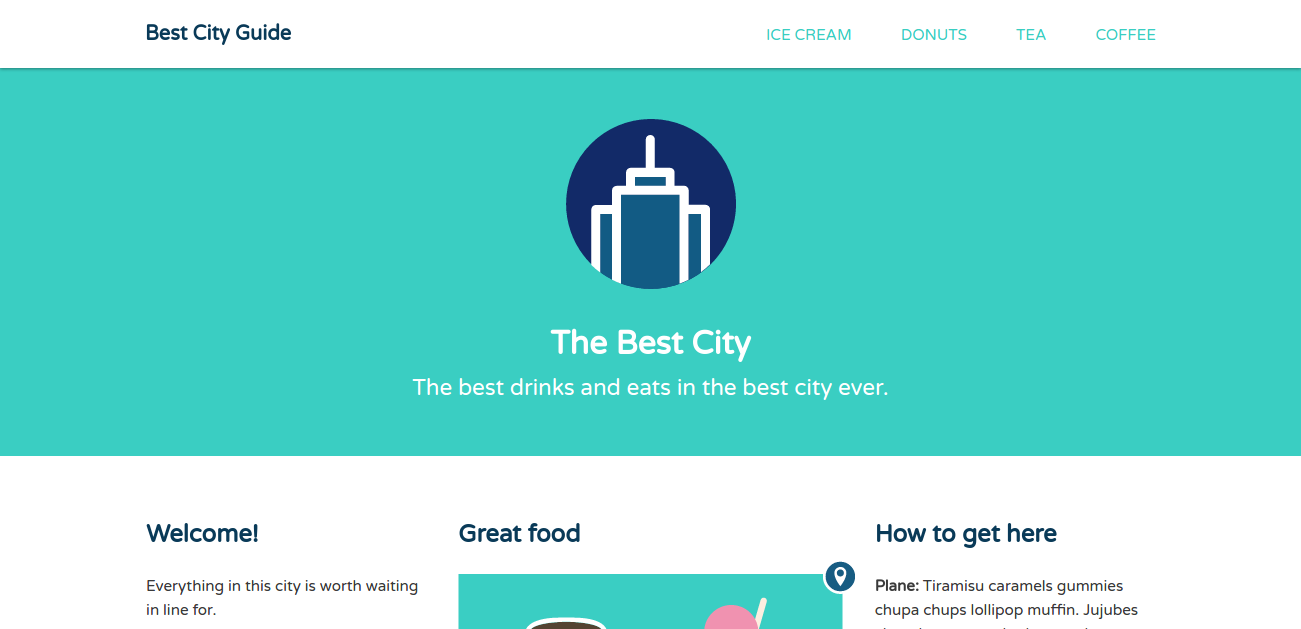 Best City Guide
ICE CREAM DONUTS TEA COFFEE
The Best City
The best drinks and eats in the best city ever.
Welcome!
Everything in this city is worth waiting
in line for.
Great food
How to get here
Plane: Tiramisu caramels gummies
chupa chups lollipop muffin. Jujubes